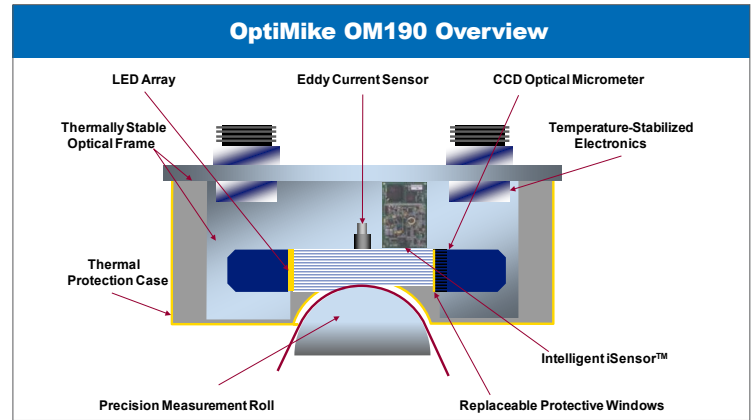 OptiMike OM190 Overview
LED Array
Eddy Current Sensor
CCD Optical Micrometer
Thermally Stable
Optical Frame
Temperature-Stabilized
Electronics
Thermal
Protection Case
Intelligent iSensor™
Precision Measurement Roll
Replaceable Protective Windows